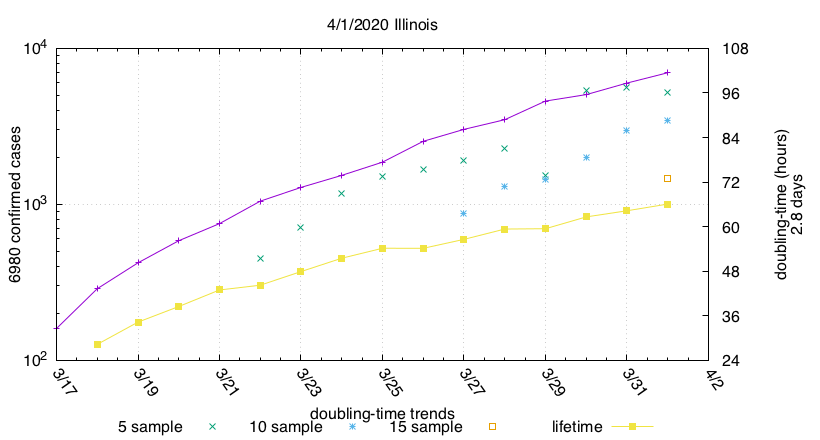 4/1/2020 Illinois
10^4
10^3
10^2
6980 confirmed cases
108
96
84
72
60
48
36
24
doubling-time (hours)
2.8 days
3/17
3/19
3/21
3/23
3/25
3/27
3/29
3/31
4/2
doubling-time trends
5 sample
10 sample
15 sample
lifetime